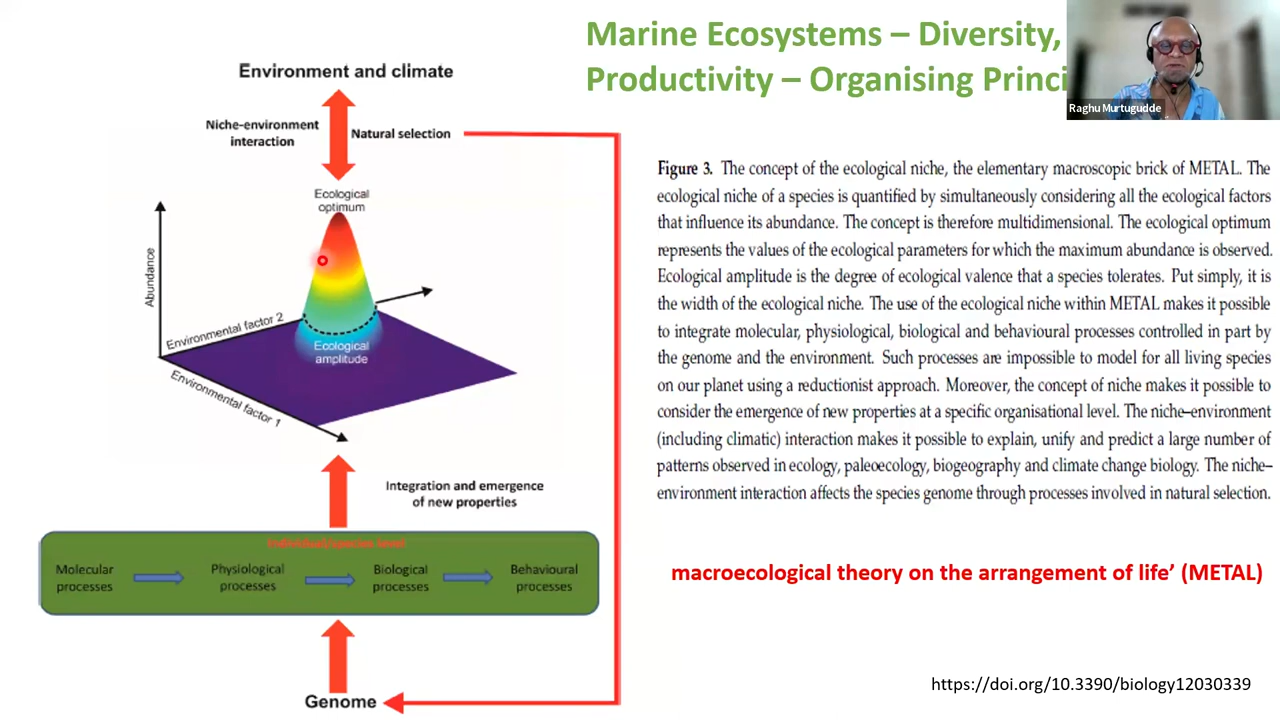 Marine Ecosystems – Diversity,
Productivity – Organising Princi
Raghu Murtugudde
Environment and climate
Niche-environment
interaction
Natural selection
Ecological
optimum
Abundance
Environmental factor 2
Ecological
amplitude
Environmental factor 1
Integration and emergence
of new properties
Individual/species level
Molecular
processes
Physiological
processes
Biological
processes
Behavioural
processes
Genome
Figure 3. The concept of the ecological niche, the elementary macroscopic brick of METAL. The
ecological niche of a species is quantified by simultaneously considering all the ecological factors
that influence its abundance. The concept is therefore multidimensional. The ecological optimum
represents the values of the ecological parameters for which the maximum abundance is observed.
Ecological amplitude is the degree of ecological valence that a species tolerates. Put simply, it is
the width of the ecological niche. The use of the ecological niche within METAL makes it possible
to integrate molecular, physiological, biological and behavioural processes controlled in part by
the genome and the environment. Such processes are impossible to model for all living species
on our planet using a reductionist approach. Moreover, the concept of niche makes it possible to
consider the emergence of new properties at a specific organisational level. The niche–environment
(including climatic) interaction makes it possible to explain, unify and predict a large number of
patterns observed in ecology, paleoecology, biogeography and climate change biology. The niche–
environment interaction affects the species genome through processes involved in natural selection.
macroecological theory on the arrangement of life’ (METAL)
https://doi.org/10.3390/biology12030339